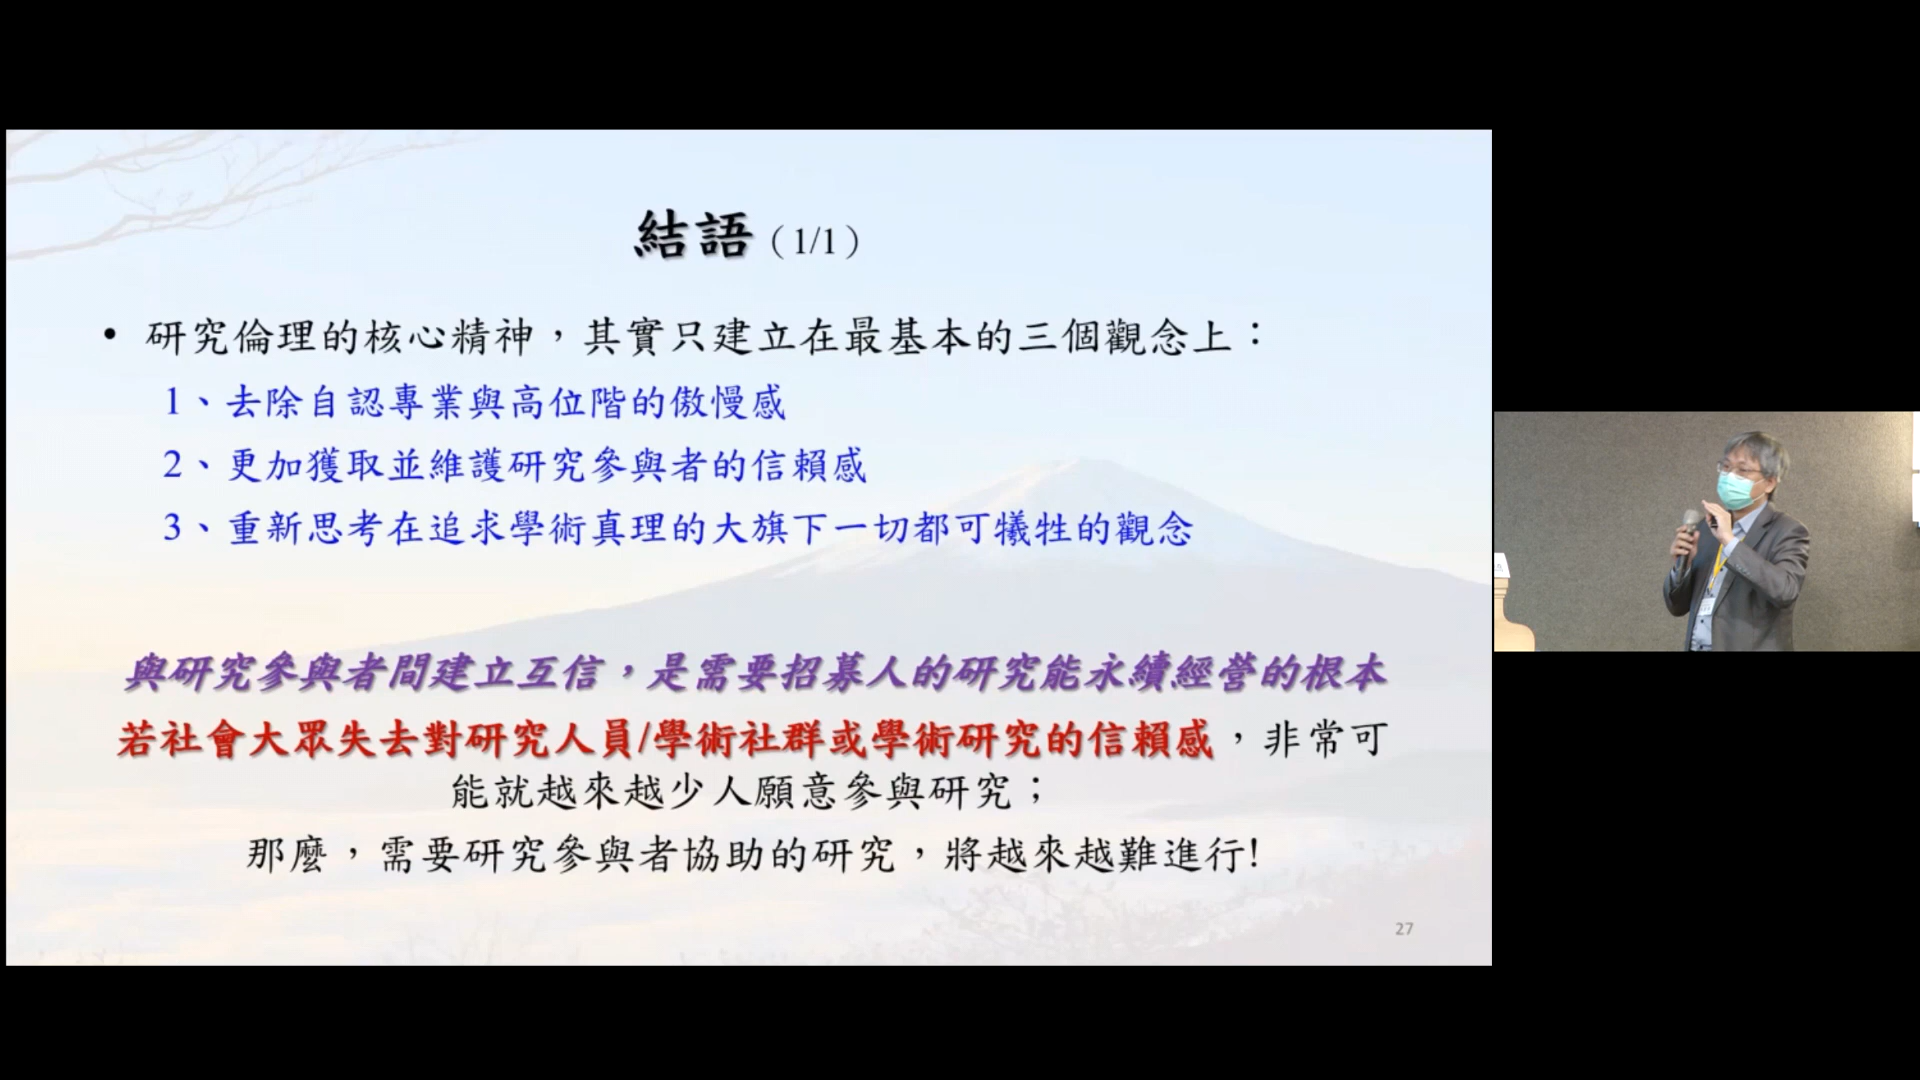 結語（1/1）
• 研究倫理的核心精神，其實只建立在最基本的三個觀念上：
1、去除自認專業與高位階的傲慢感
2、更加獲取並維護研究參與者的信賴感
3、重新思考在追求學術真理的大旗下一切都可犧牲的觀念
與研究參與者間建立互信，是需要招募人的研究能永續經營的根本
若社會大眾失去對研究人員/學術社群或學術研究的信賴感，非常可
能就越來越少人願意參與研究；
那麼，需要研究參與者協助的研究，將越來越難進行!
27